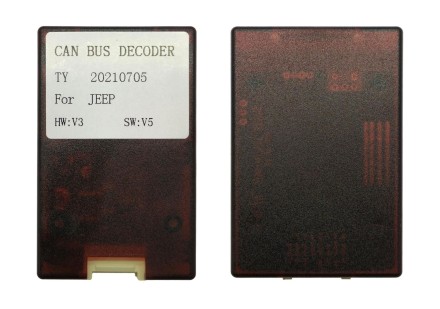 CAN BUS DECODER
TY 20210705
For JEEP
HW:V3 SW:V5